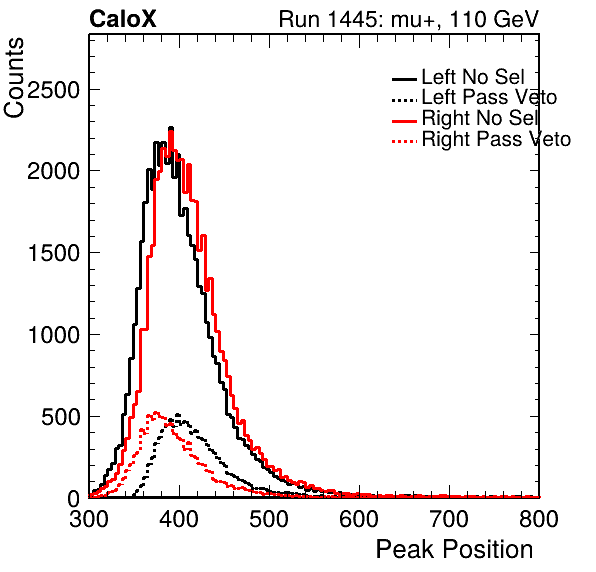 CaloX Run 1445: mu+, 110 GeV
Counts
Left No Sel
Left Pass Veto
Right No Sel
Right Pass Veto
2500
2000
1500
1000
500
0
300 400 500 600 700 800
Peak Position